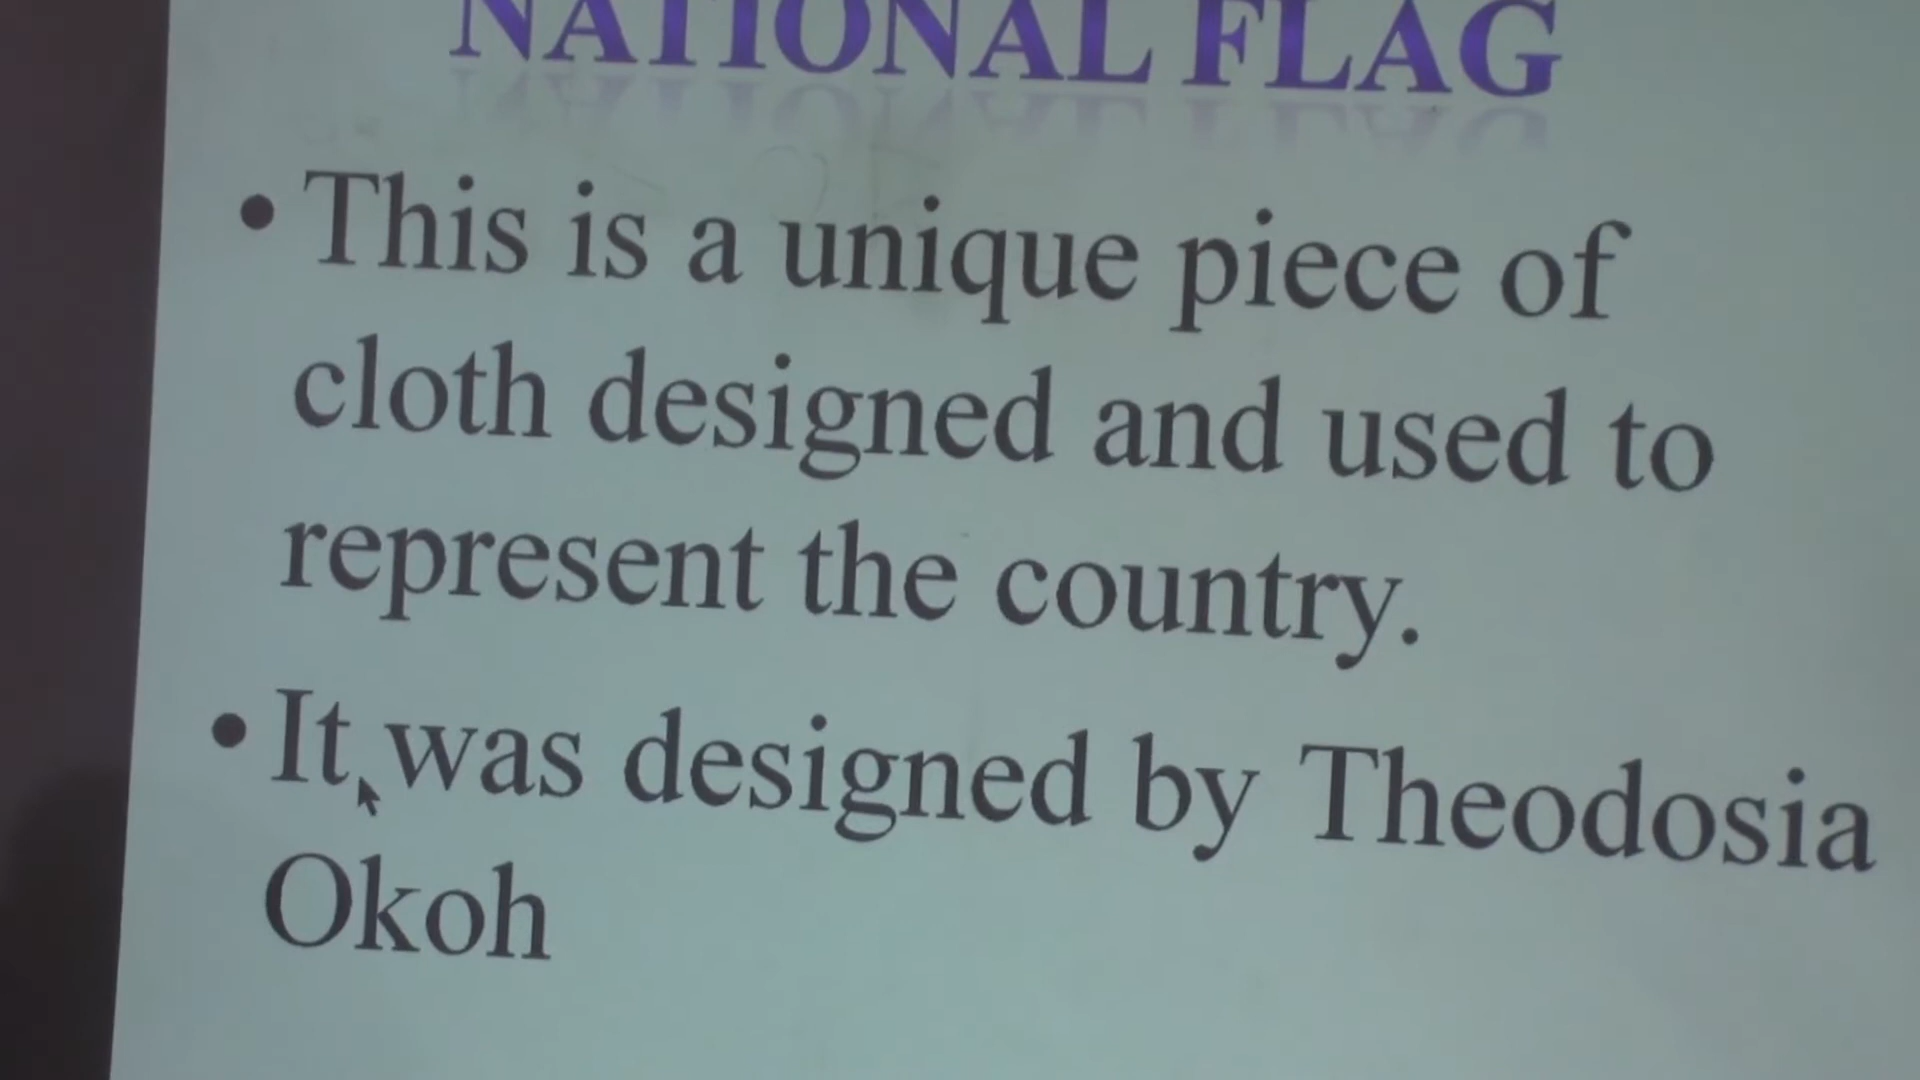 NATIONAL FLAG
• This is a unique piece of
cloth designed and used to
represent the country.
• It was designed by Theodosia
Okoh